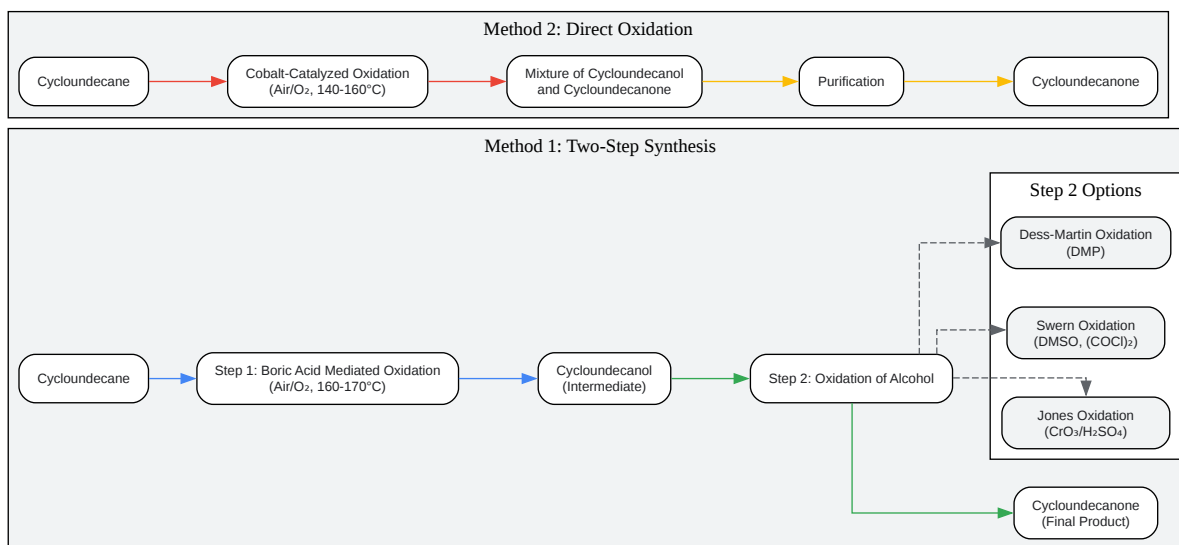 Method 2: Direct Oxidation
Cycloundecane
Cobalt-Catalyzed Oxidation
(Air/O₂, 140-160°C)
Mixture of Cycloundecanol
and Cycloundecanone
Purification
Cycloundecanone
Method 1: Two-Step Synthesis
Step 2 Options
Dess-Martin Oxidation
(DMP)
Swern Oxidation
(DMSO, (COCl)₂)
Cycloundecane
Step 1: Boric Acid Mediated Oxidation
(Air/O₂, 160-170°C)
Cycloundecanol
(Intermediate)
Step 2: Oxidation of Alcohol
Jones Oxidation
(CrO₃/H₂SO₄)
Cycloundecanone
(Final Product)